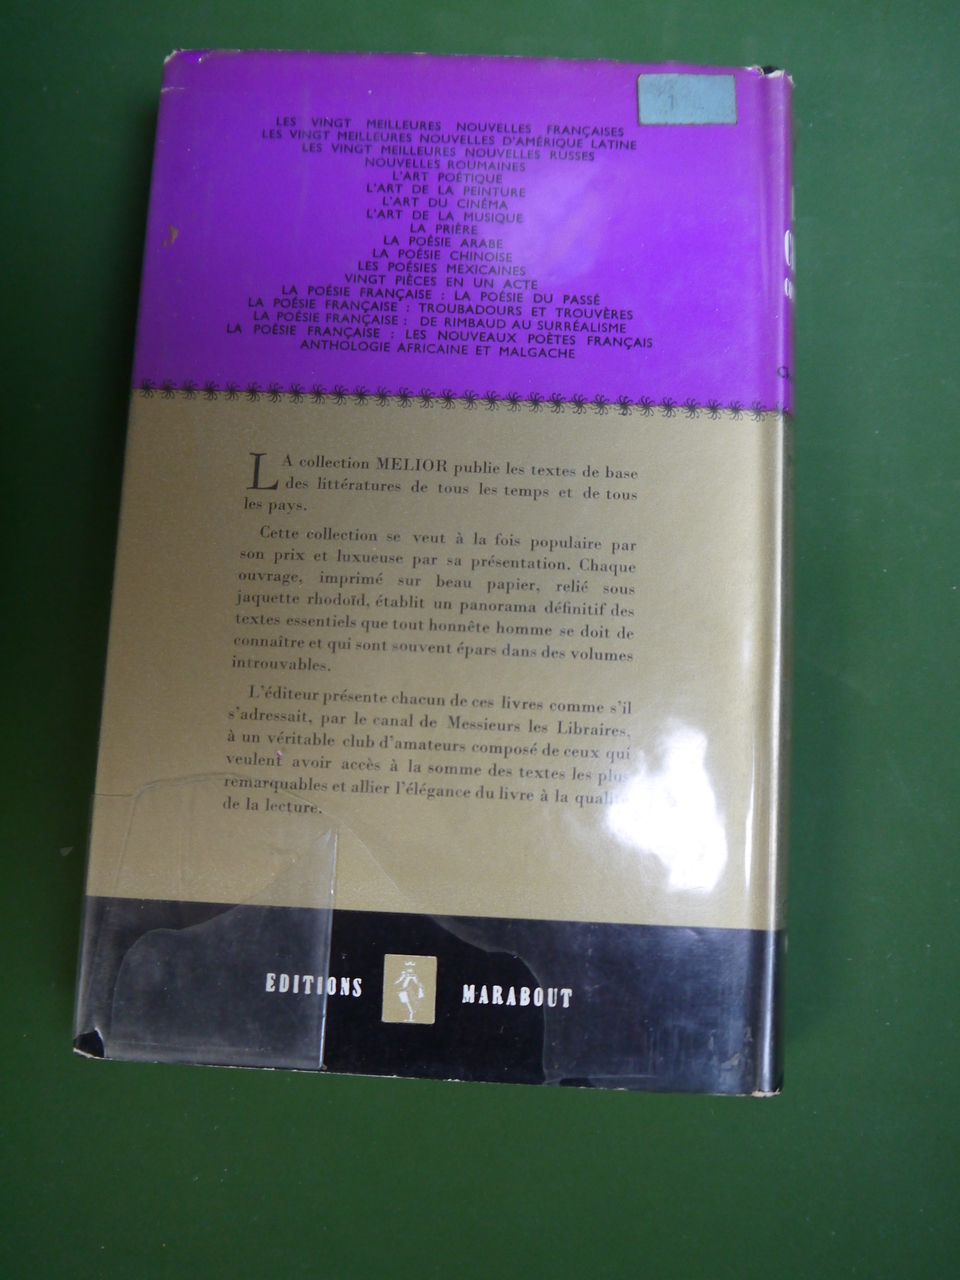 LES VINGT MEILLEURES NOUVELLES FRANÇAISES
LES VINGT MEILLEURES NOUVELLES D'AMÉRIQUE LATINE
LES VINGT MEILLEURES NOUVELLES RUSSES
NOUVELLES ROUMAINES
L'ART POÉTIQUE
L'ART DE LA PEINTURE
L'ART DU CINÉMA
L'ART DE LA MUSIQUE
LA PRIÈRE
LA POÉSIE ARABE
LA POÉSIE CHINOISE
LES POÉSIES MEXICAINES
VINGT PIÈCES EN UN ACTE
LA POÉSIE FRANÇAISE : LA POÉSIE DU PASSÉ
LA POÉSIE FRANÇAISE : TROUBADOURS ET TROUVÈRES
LA POÉSIE FRANÇAISE : DE RIMBAUD AU SURRÉALISME
LA POÉSIE FRANÇAISE : LES NOUVEAUX POÈTES FRANÇAIS
ANTHOLOGIE AFRICAINE ET MALGACHE
LA collection MELIOR publie les textes de base
des littératures de tous les temps et de tous
les pays.
Cette collection se veut à la fois populaire par
son prix et luxueuse par sa présentation. Chaque
ouvrage, imprimé sur beau papier, relié sous
jaquette rhodoïd, établit un panorama définitif des
textes essentiels que tout honnête homme se doit de
connaître et qui sont souvent épars dans des volumes
introuvables.
L'éditeur présente chacun de ces livres comme s'il
s'adressait, par le canal de Messieurs les Libraires,
à un véritable club d'amateurs composé de ceux qui
veulent avoir accès à la somme des textes les plus
remarquables et allier l'élégance du livre à la qualité
de la lecture.
EDITIONS MARABOUT